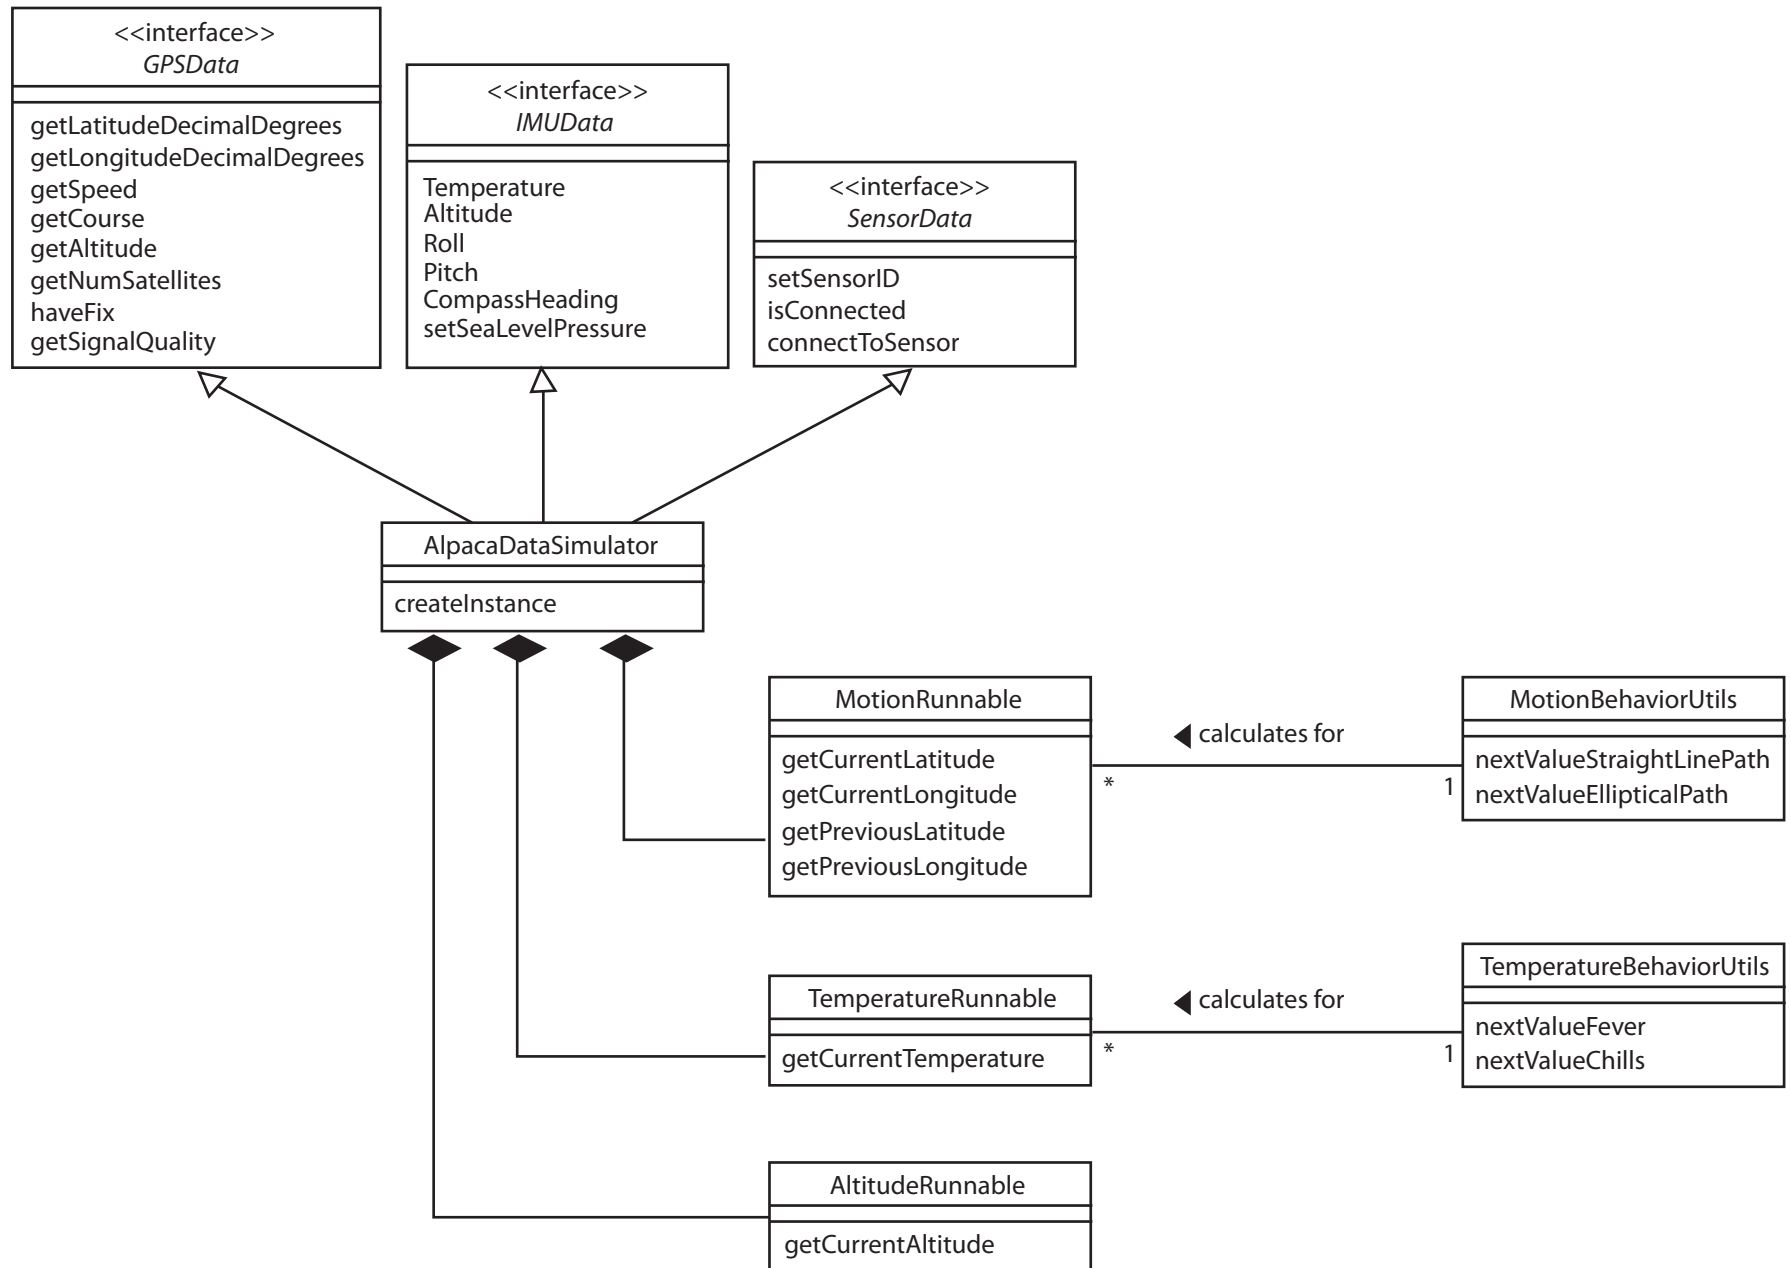 <<interface>>
GPSData
getLatitudeDecimalDegrees
getLongitudeDecimalDegrees
getSpeed
getCourse
getAltitude
getNumSatellites
haveFix
getSignalQuality
<<interface>>
IMUData
Temperature
Altitude
Roll
Pitch
CompassHeading
setSeaLevelPressure
<<interface>>
SensorData
setSensorID
isConnected
connectToSensor
AlpacaDataSimulator
createInstance
MotionRunnable
getCurrentLatitude
getCurrentLongitude
getPreviousLatitude
getPreviousLongitude
calculates for
*
1
MotionBehaviorUtils
nextValueStraightLinePath
nextValueEllipticalPath
TemperatureRunnable
getCurrentTemperature
calculates for
*
1
TemperatureBehaviorUtils
nextValueFever
nextValueChills
AltitudeRunnable
getCurrentAltitude